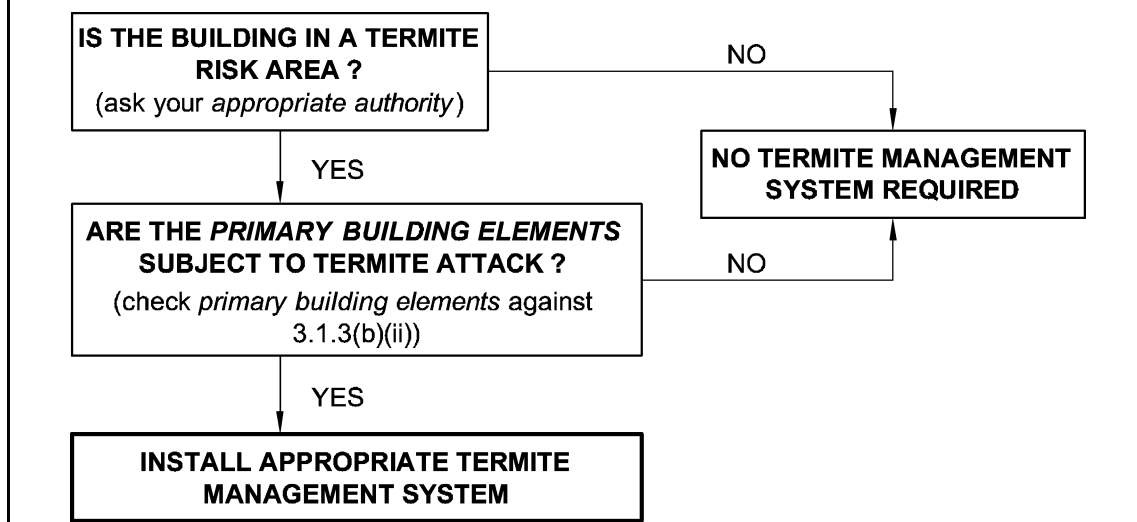 IS THE BUILDING IN A TERMITE
RISK AREA ?
(ask your appropriate authority)
NO
NO TERMITE MANAGEMENT
SYSTEM REQUIRED
YES
ARE THE PRIMARY BUILDING ELEMENTS
SUBJECT TO TERMITE ATTACK ?
(check primary building elements against
3.1.3(b)(ii))
NO
YES
INSTALL APPROPRIATE TERMITE
MANAGEMENT SYSTEM